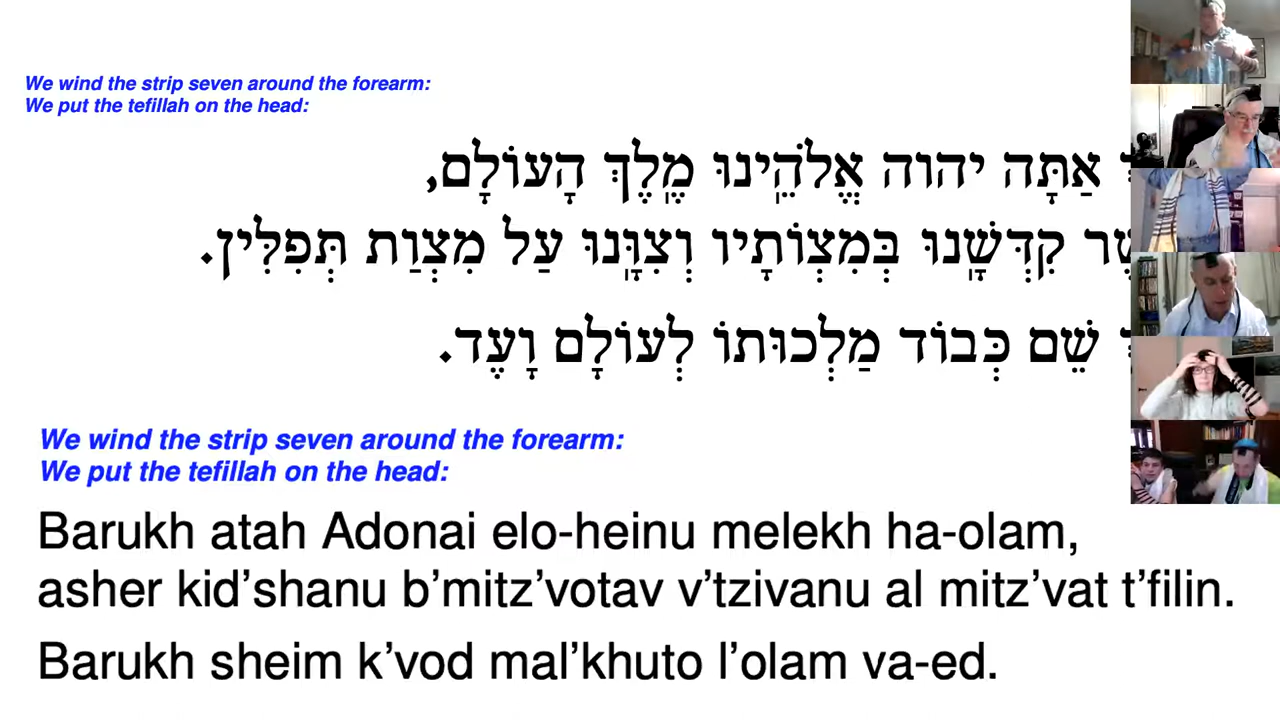 We wind the strip seven around the forearm:
We put the tefillah on the head:
אַתָּה יהוה אֱלֹהֵֽינוּ מֶֽלֶךְ הָעוֹלָם,
קִדְּשָֽׁנוּ בְּמִצְוֹתָיו וְצִוָּֽנוּ עַל מִצְוַת תְּפִלִּין.
שֵׁם כְּבוֹד מַלְכוּתוֹ לְעוֹלָם וָעֶד.
We wind the strip seven around the forearm:
We put the tefillah on the head:
Barukh atah Adonai elo-heinu melekh ha-olam,
asher kid’shanu b’mitz’votav v’tzivanu al mitz’vat t’filin.
Barukh sheim k’vod mal’khuto l’olam va-ed.